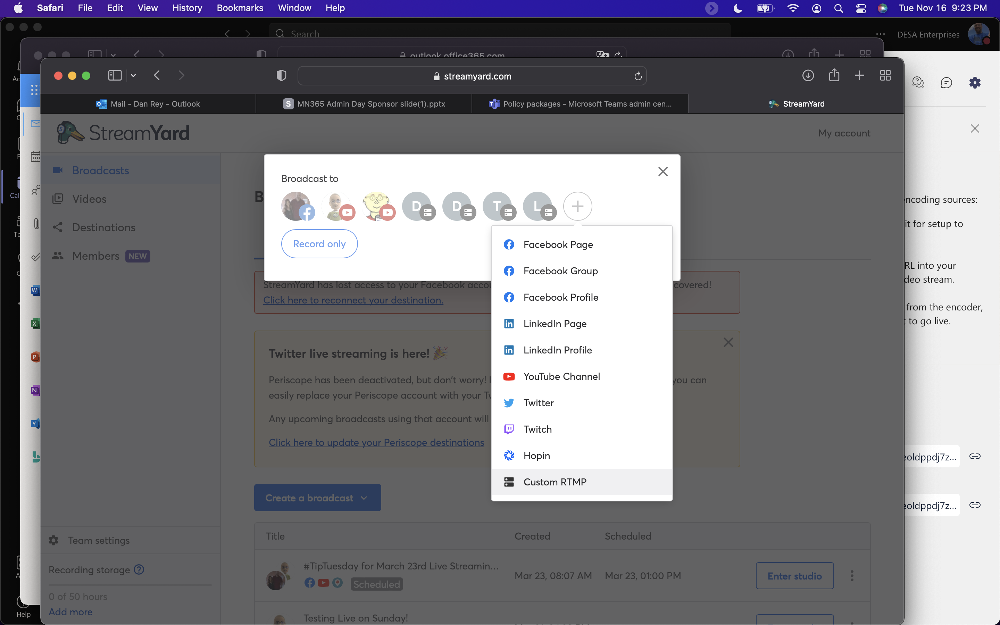 Safari File Edit View History Bookmarks Window Help Tue Nov 16 9:23 PM
Search DESA Enterprises
outlook.office365.com
streamyard.com
Mail - Dan Rey - Outlook
MN365 Admin Day Sponsor slide(1).pptx
Policy packages - Microsoft Teams admin cen...
StreamYard
StreamYard
My account
Broadcasts
Videos
Destinations
Members NEW
Team settings
Recording storage
0 of 50 hours
Add more
Help
Broadcast to
D D T L
Record only
Facebook Page
Facebook Group
Facebook Profile
LinkedIn Page
LinkedIn Profile
YouTube Channel
Twitter
Twitch
Hopin
Custom RTMP
StreamYard has lost access to your Facebook
Click here to reconnect your destination.
Twitter live streaming is here! 🎉
Periscope has been deactivated, but don't worry! you can
easily replace your Periscope account with your
Any upcoming broadcasts using that account will
Click here to update your Periscope destinations
Create a broadcast
Title Created Scheduled
#TipTuesday for March 23rd Live Streamin... Mar 23, 08:07 AM Mar 23, 01:00 PM Enter studio
Scheduled
Testing Live on Sunday!
encoding sources:
it for setup to
RL into your
deo stream.
from the encoder,
to go live.
eoldppdj7z...
eoldppdj7z...